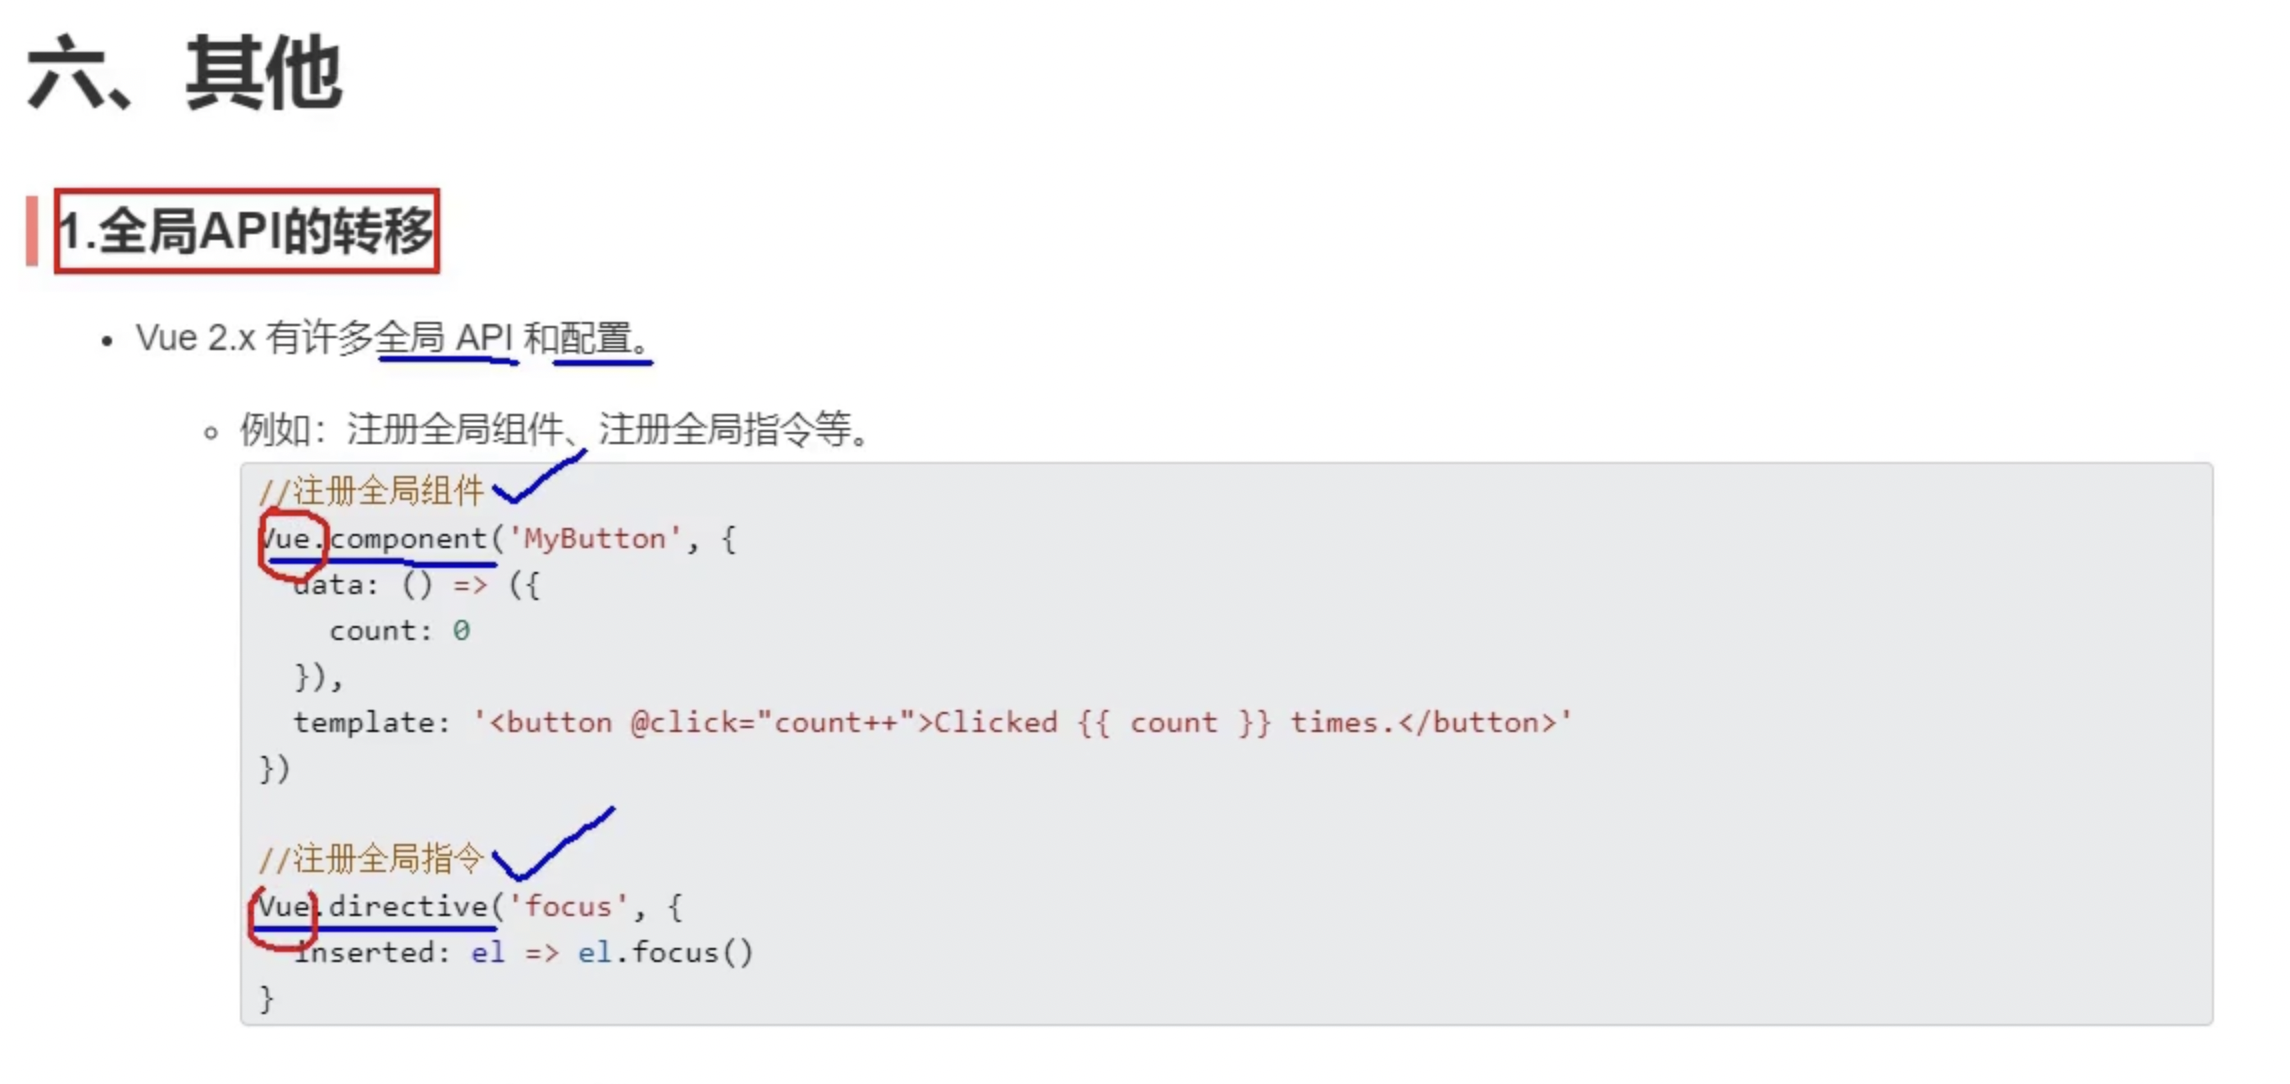 六、其他
1.全局API的转移
• Vue 2.x 有许多全局 API 和配置。
◦ 例如：注册全局组件、注册全局指令等。
//注册全局组件
Vue.component('MyButton', {
  data: () => ({
    count: 0
  }),
  template: '<button @click="count++">Clicked {{ count }} times.</button>'
})
//注册全局指令
Vue.directive('focus', {
  inserted: el => el.focus()
}